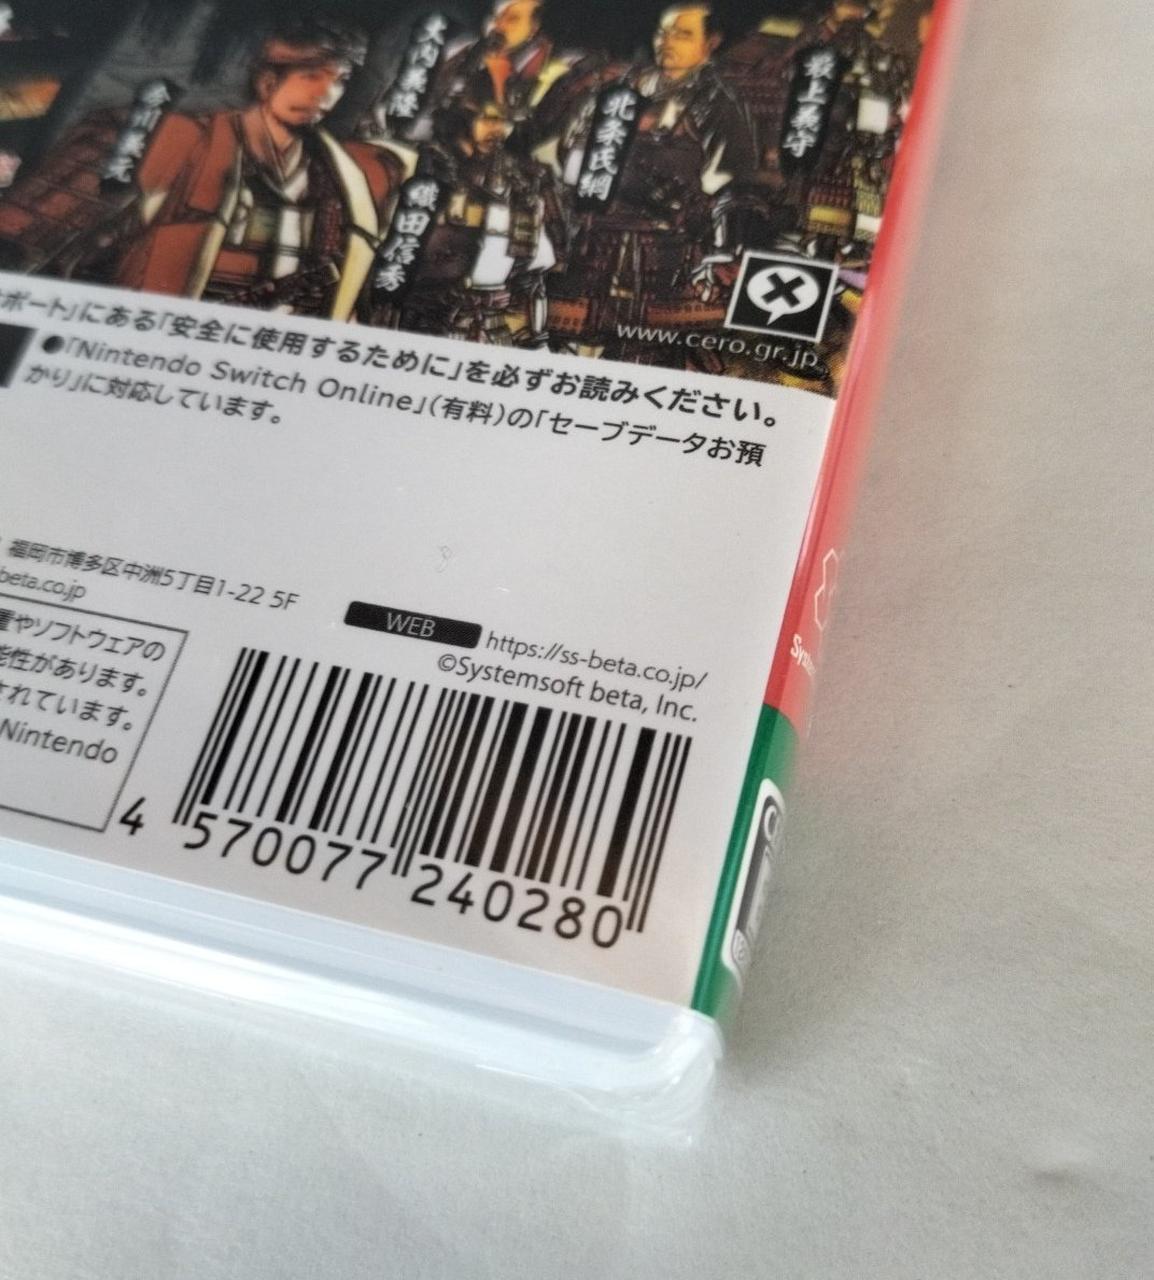 今川義元
大内義隆
織田信秀
北条氏綱
最上義守
www.cero.gr.jp
ポート」にある「安全に使用するために」を必ずお読みください。
●「Nintendo Switch Online」(有料)の「セーブデータお預
かり」に対応しています。
福岡市博多区中洲5丁目1-22 5F
beta.co.jp
WEB https://ss-beta.co.jp/
©Systemsoft beta, Inc.
置やソフトウェアの
能性があります。
されています。
Nintendo
4 570077 240280